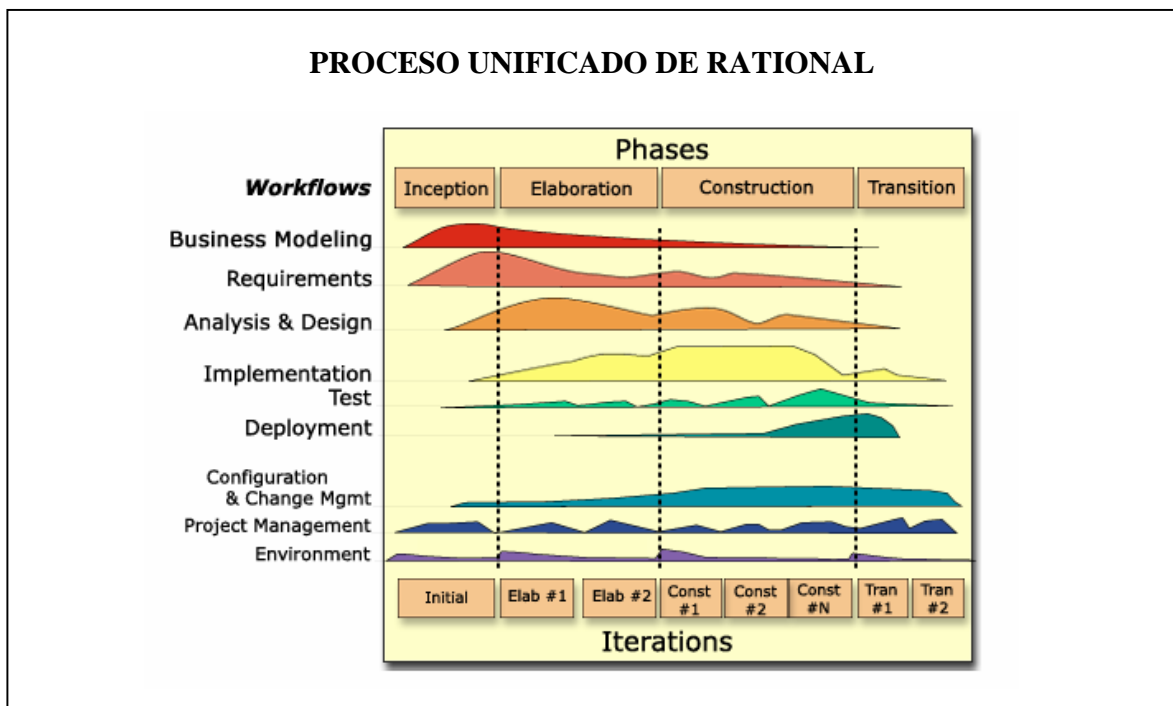 PROCESO UNIFICADO DE RATIONAL
Phases
Workflows
Inception
Elaboration
Construction
Transition
Business Modeling
Requirements
Analysis & Design
Implementation
Test
Deployment
Configuration
& Change Mgmt
Project Management
Environment
Initial
Elab #1
Elab #2
Const
#1
Const
#2
Const
#N
Tran
#1
Tran
#2
Iterations